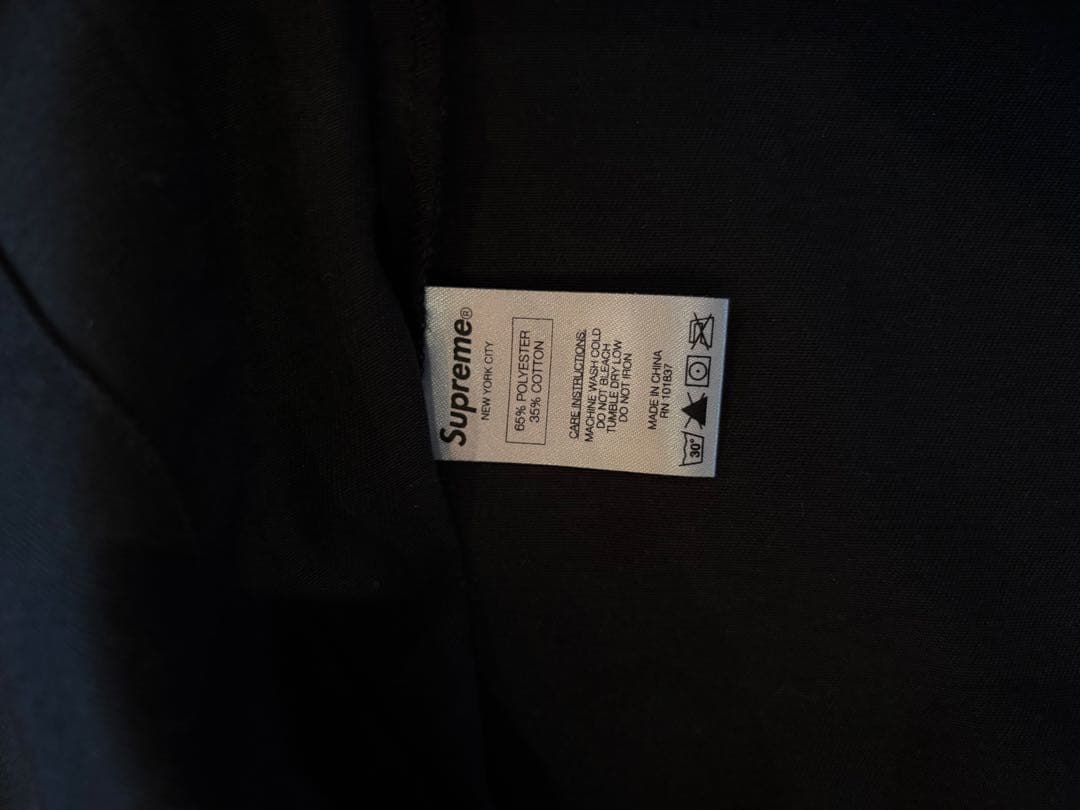 Supreme®
NEW YORK CITY
65% POLYESTER
35% COTTON
CARE INSTRUCTIONS:
MACHINE WASH COLD
DO NOT BLEACH
TUMBLE DRY LOW
DO NOT IRON
MADE IN CHINA
RN 101837
30°